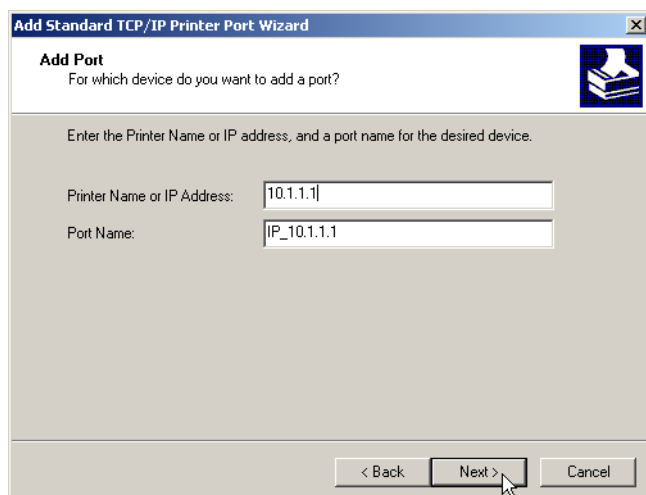 Add Standard TCP/IP Printer Port Wizard
Add Port
For which device do you want to add a port?
Enter the Printer Name or IP address, and a port name for the desired device.
Printer Name or IP Address: 10.1.1.1
Port Name: IP_10.1.1.1
< Back Next > Cancel